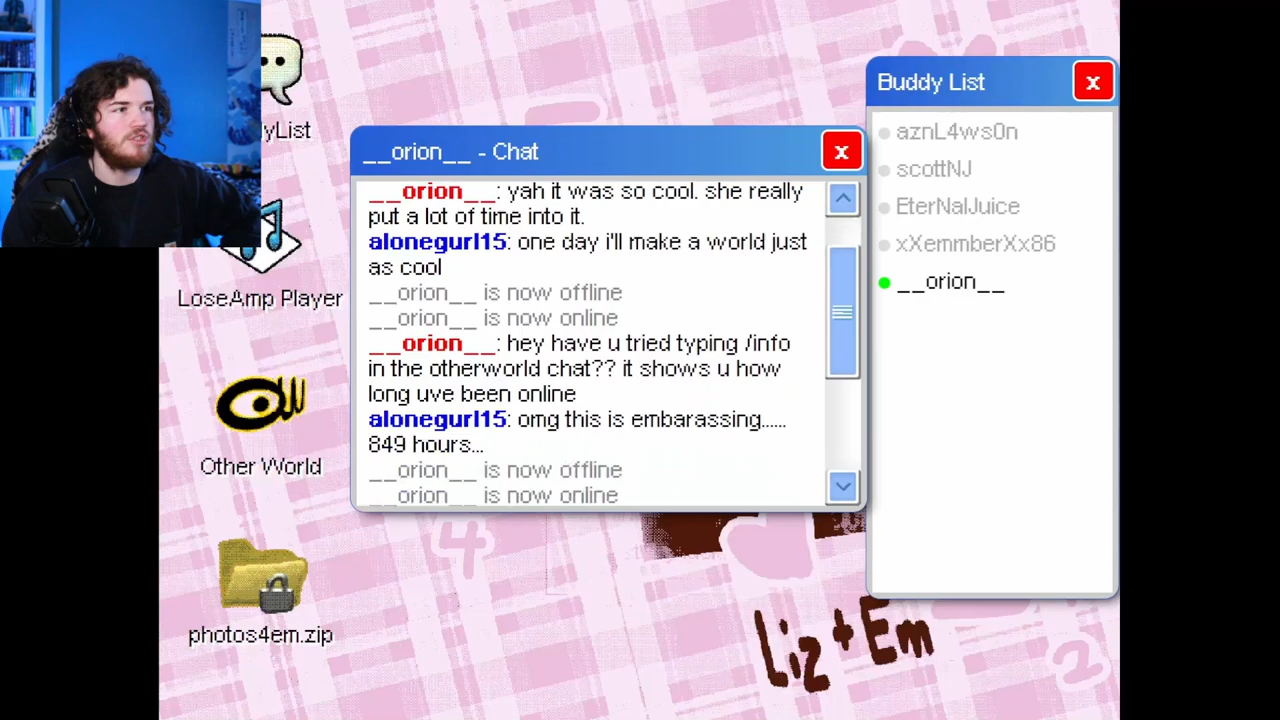 yList
LoseAmp Player
Other World
photos4em.zip
__orion__ - Chat
__orion__: yah it was so cool. she really
put a lot of time into it.
alonegurl15: one day i'll make a world just
as cool
__orion__ is now offline
__orion__ is now online
__orion__: hey have u tried typing /info
in the otherworld chat?? it shows u how
long uve been online
alonegurl15: omg this is embarassing......
849 hours...
__orion__ is now offline
__orion__ is now online
Buddy List
aznL4ws0n
scottNJ
EterNalJuice
xXemmberXx86
__orion__
4
Liz + Em
2